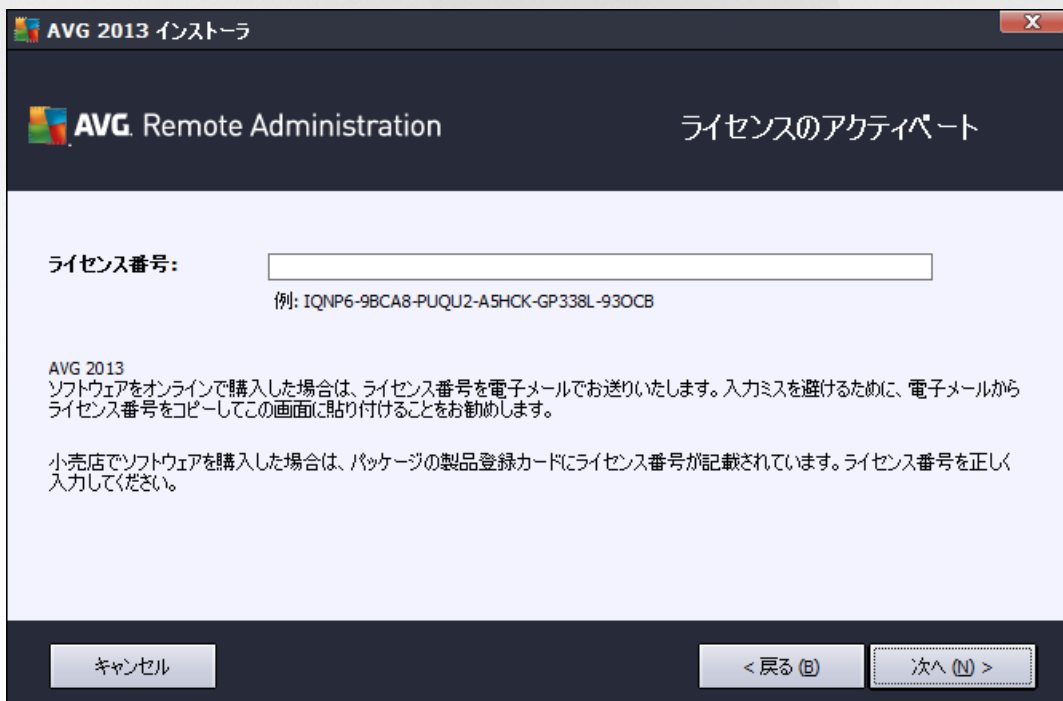 AVG 2013 インストーラ
AVG. Remote Administration
ライセンスのアクティベート
ライセンス番号:
例: IQNP6-9BCA8-PUQU2-A5HCK-GP338L-93OCB
AVG 2013
ソフトウェアをオンラインで購入した場合は、ライセンス番号を電子メールでお送りいたします。入力ミスを避けるために、電子メールから
ライセンス番号をコピーしてこの画面に貼り付けることをお勧めします。
小売店でソフトウェアを購入した場合は、パッケージの製品登録カードにライセンス番号が記載されています。ライセンス番号を正しく
入力してください。
キャンセル
< 戻る (B)
次へ (N) >